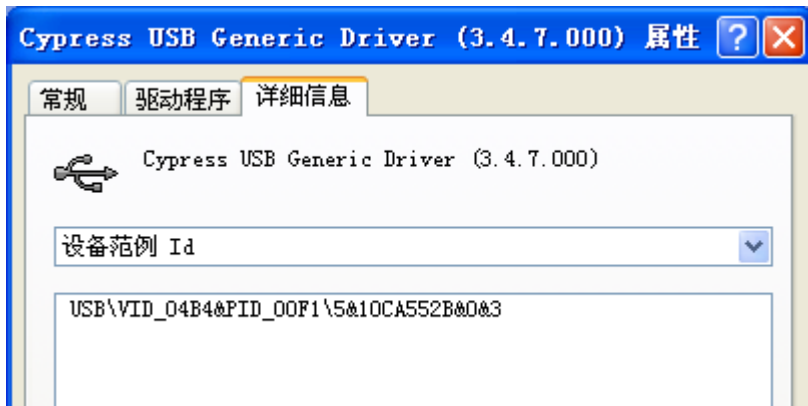 Cypress USB Generic Driver (3.4.7.000) 属性
常规 驱动程序 详细信息
Cypress USB Generic Driver (3.4.7.000)
设备范例 Id
USB\VID_04B4&PID_00F1\5&10CA552B&0&3